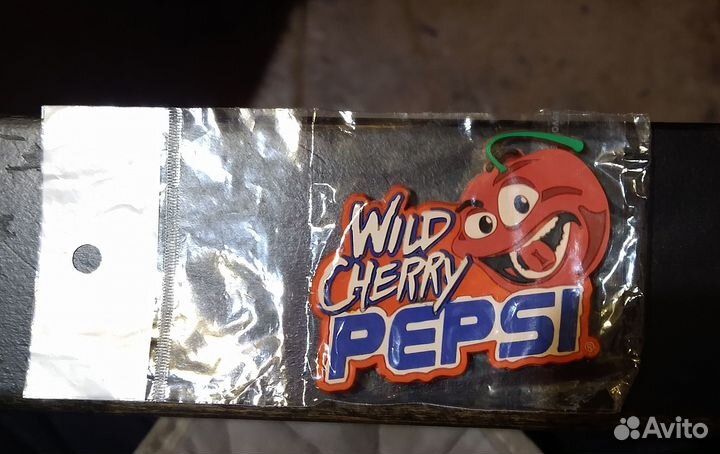 WILD
CHERRY
PEPSI
®
Avito